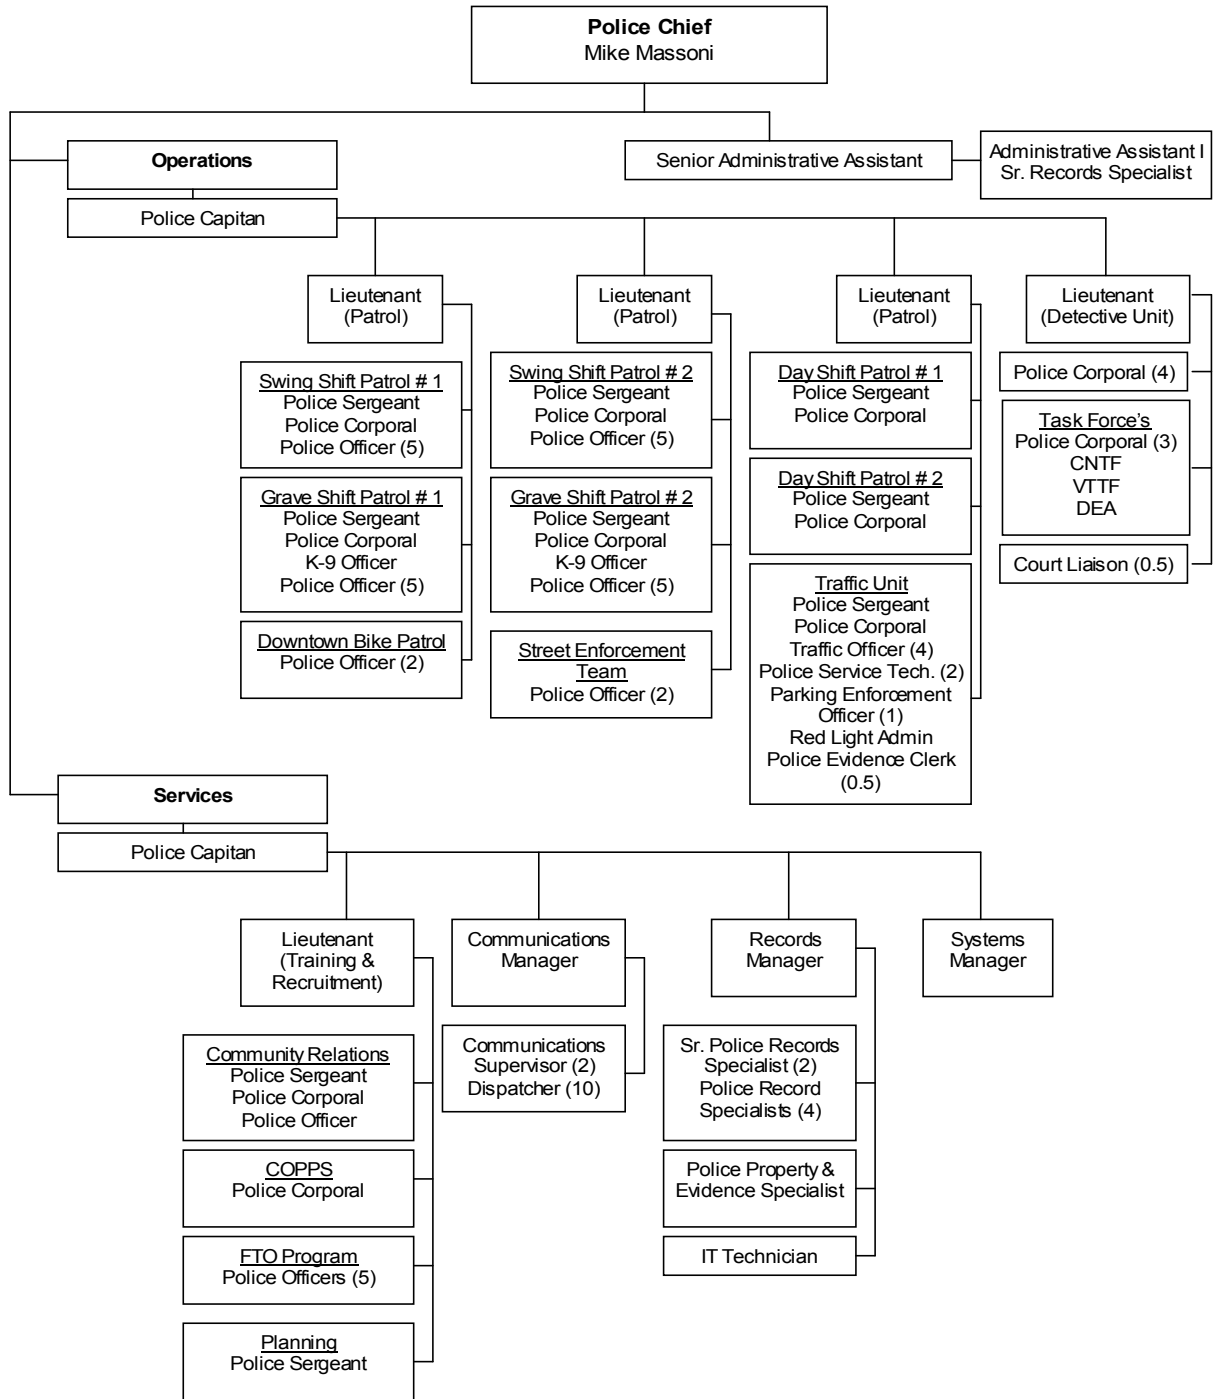 Police Chief
Mike Massoni
Operations
Police Capitan
Senior Administrative Assistant
Administrative Assistant I
Sr. Records Specialist
Lieutenant
(Patrol)
Swing Shift Patrol # 1
Police Sergeant
Police Corporal
Police Officer (5)
Grave Shift Patrol # 1
Police Sergeant
Police Corporal
K-9 Officer
Police Officer (5)
Downtown Bike Patrol
Police Officer (2)
Lieutenant
(Patrol)
Swing Shift Patrol # 2
Police Sergeant
Police Corporal
Police Officer (5)
Grave Shift Patrol # 2
Police Sergeant
Police Corporal
K-9 Officer
Police Officer (5)
Street Enforcement
Team
Police Officer (2)
Lieutenant
(Patrol)
Day Shift Patrol # 1
Police Sergeant
Police Corporal
Day Shift Patrol # 2
Police Sergeant
Police Corporal
Traffic Unit
Police Sergeant
Police Corporal
Traffic Officer (4)
Police Service Tech. (2)
Parking Enforcement
Officer (1)
Red Light Admin
Police Evidence Clerk
(0.5)
Lieutenant
(Detective Unit)
Police Corporal (4)
Task Force’s
Police Corporal (3)
CNTF
VTTF
DEA
Court Liaison (0.5)
Services
Police Capitan
Lieutenant
(Training &
Recruitment)
Community Relations
Police Sergeant
Police Corporal
Police Officer
COPPS
Police Corporal
FTO Program
Police Officers (5)
Planning
Police Sergeant
Communications
Manager
Communications
Supervisor (2)
Dispatcher (10)
Records
Manager
Sr. Police Records
Specialist (2)
Police Record
Specialists (4)
Police Property &
Evidence Specialist
IT Technician
Systems
Manager